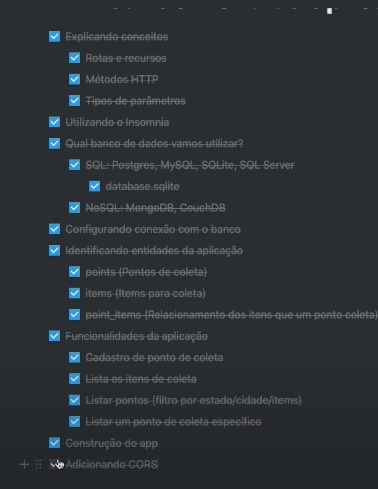 Explicando conceitos
Rotas e recursos
Métodos HTTP
Tipos de parâmetros
Utilizando o Insomnia
Qual banco de dados vamos utilizar?
SQL: Postgres, MySQL, SQLite, SQL Server
database.sqlite
NoSQL: MongoDB, CouchDB
Configurando conexão com o banco
Identificando entidades da aplicação
points (Pontos de coleta)
items (Items para coleta)
point_items (Relacionamento dos itens que um ponto coleta)
Funcionalidades da aplicação
Cadastro de ponto de coleta
Lista os itens de coleta
Listar pontos (filtro por estado/cidade/items)
Listar um ponto de coleta específico
Construção do app
Adicionando CORS